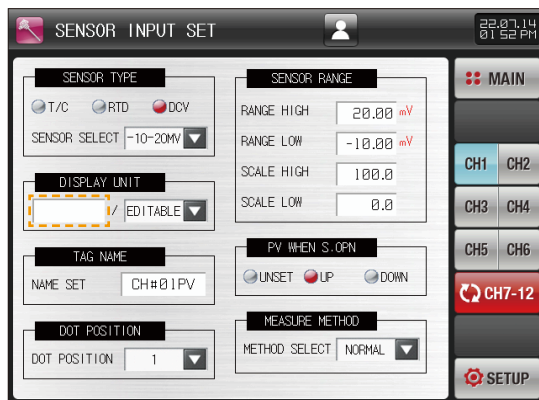 SENSOR INPUT SET
22.07.14
01:52 PM
SENSOR TYPE
T/C RTD DCV
SENSOR SELECT -10-20MV
DISPLAY UNIT
/ EDITABLE
TAG NAME
NAME SET CH#01PV
DOT POSITION
DOT POSITION 1
SENSOR RANGE
RANGE HIGH 20.00 mV
RANGE LOW -10.00 mV
SCALE HIGH 100.0
SCALE LOW 0.0
PV WHEN S.OPN
UNSET UP DOWN
MEASURE METHOD
METHOD SELECT NORMAL
MAIN
CH1 CH2
CH3 CH4
CH5 CH6
CH7-12
SETUP